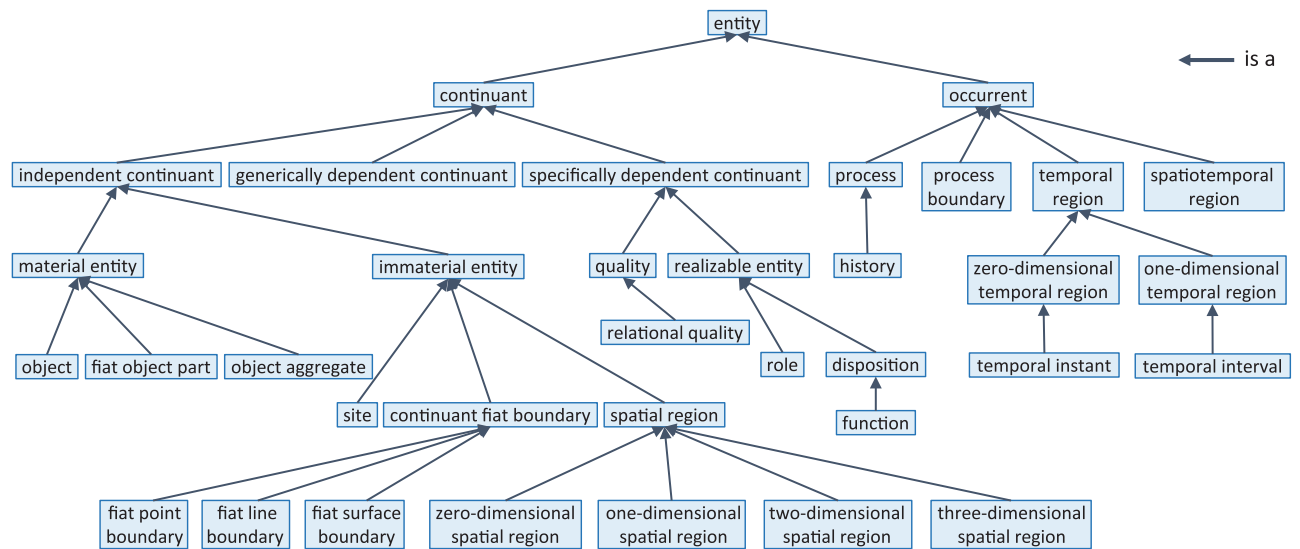 entity
is a
continuant
occurrent
independent continuant
generically dependent continuant
specifically dependent continuant
process
process
boundary
temporal
region
spatiotemporal
region
material entity
immaterial entity
quality
realizable entity
history
zero-dimensional
temporal region
one-dimensional
temporal region
relational quality
object
fiat object part
object aggregate
role
disposition
temporal instant
temporal interval
site
continuant fiat boundary
spatial region
function
fiat point
boundary
fiat line
boundary
fiat surface
boundary
zero-dimensional
spatial region
one-dimensional
spatial region
two-dimensional
spatial region
three-dimensional
spatial region